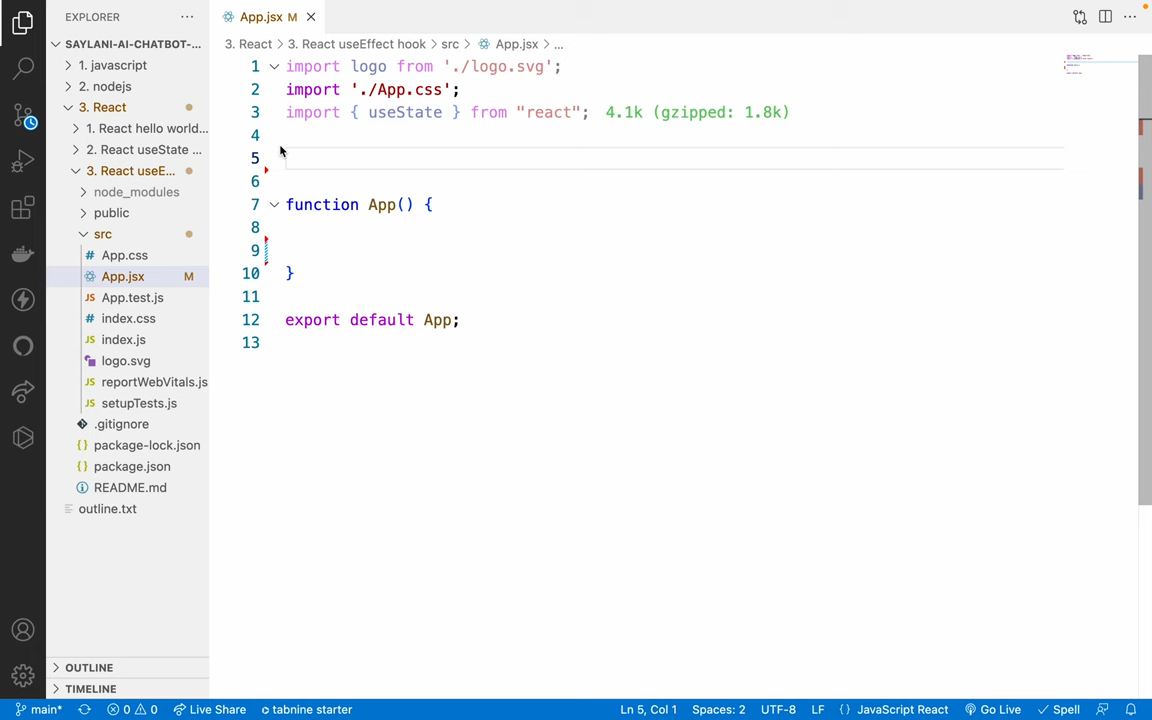 EXPLORER
App.jsx M
SAYLANI-AI-CHATBOT-...
3. React > 3. React useEffect hook > src > App.jsx > ...
1. javascript
2. nodejs
3. React
1. React hello world...
2. React useState ...
3. React useE...
node_modules
public
src
# App.css
App.jsx M
JS App.test.js
# index.css
JS index.js
logo.svg
JS reportWebVitals.js
JS setupTests.js
.gitignore
{} package-lock.json
{} package.json
README.md
outline.txt
OUTLINE
TIMELINE
1 import logo from './logo.svg';
2 import './App.css';
3 import { useState } from "react"; 4.1k (gzipped: 1.8k)
4
5
6
7 function App() {
8
9
10 }
11
12 export default App;
13
main* 0 0 Live Share tabnine starter Ln 5, Col 1 Spaces: 2 UTF-8 LF {} JavaScript React Go Live Spell